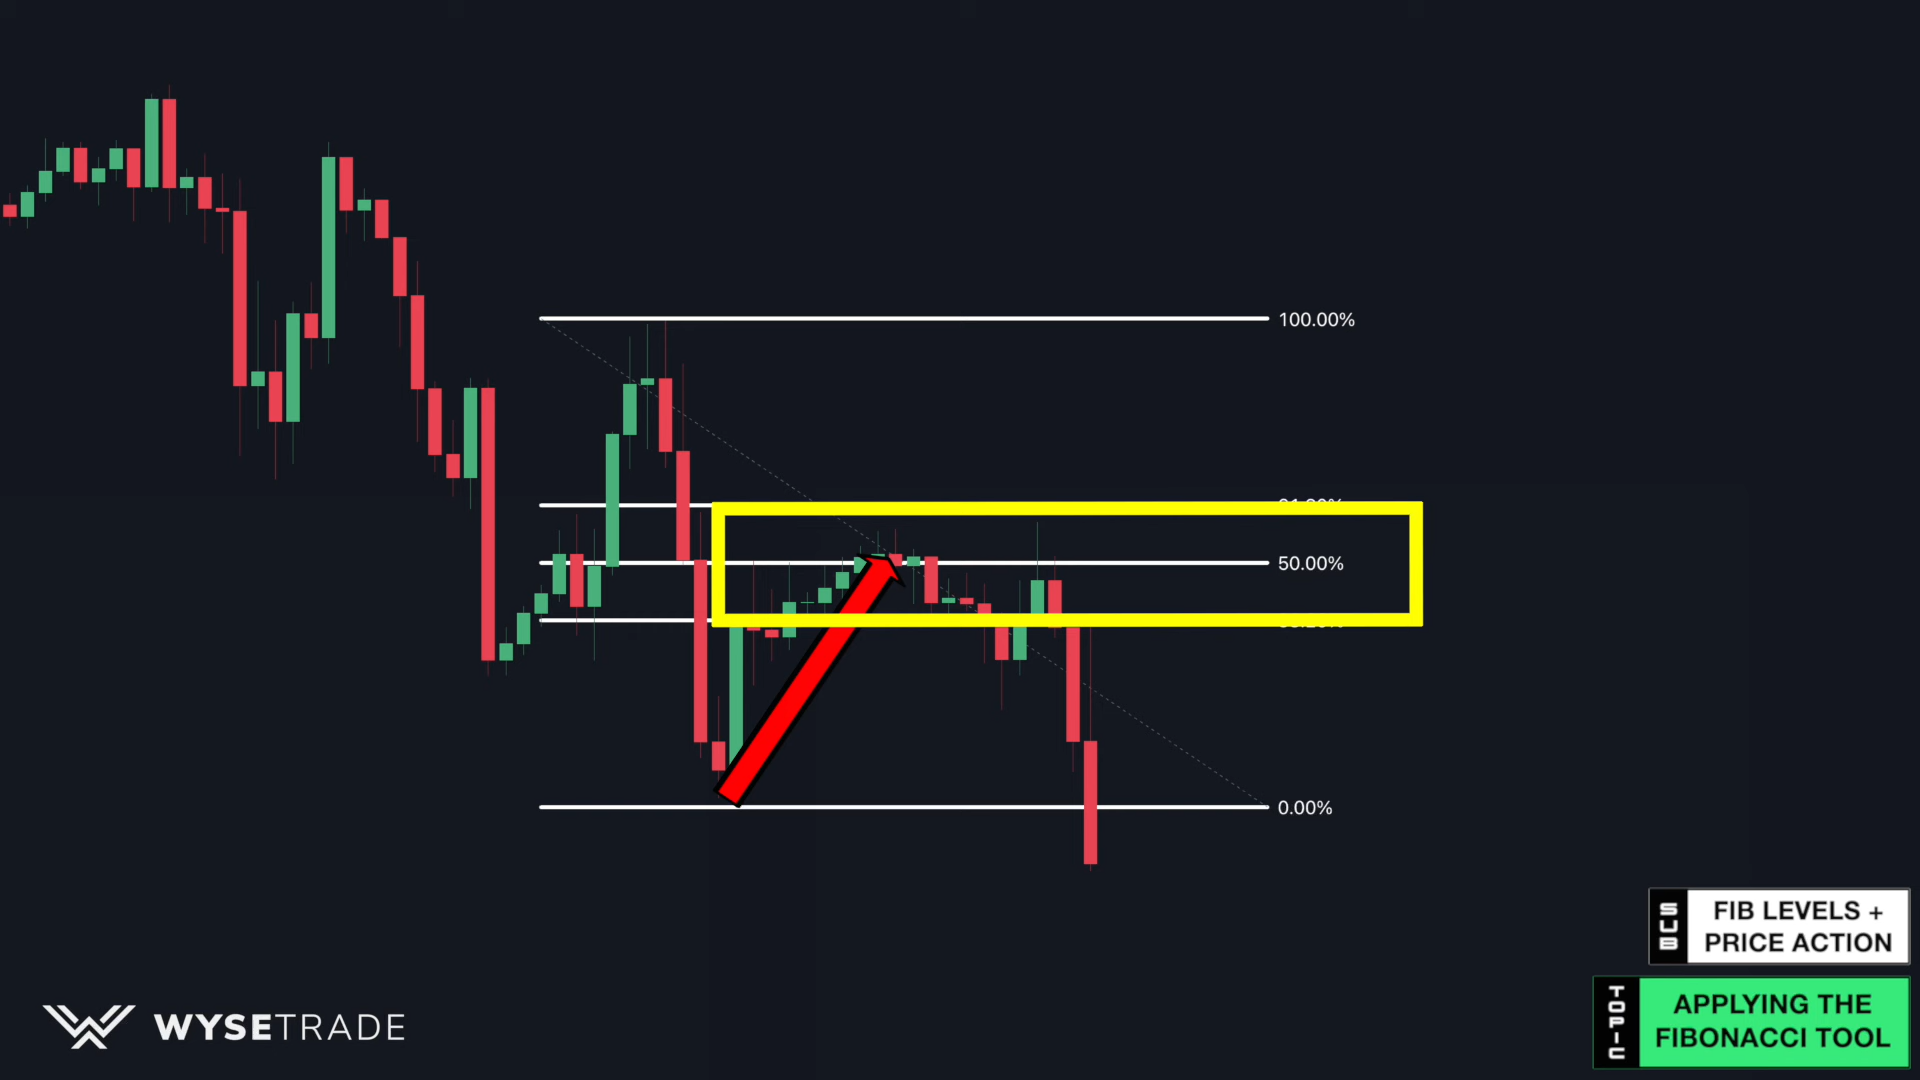 100.00%
50.00%
0.00%
SUB
FIB LEVELS +
PRICE ACTION
TOPIC
APPLYING THE
FIBONACCI TOOL
WYSETRADE